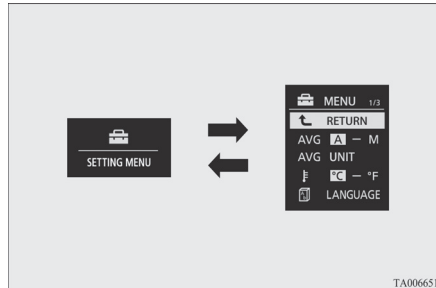 SETTING MENU
MENU 1/3
RETURN
AVG A – M
AVG UNIT
°C – °F
LANGUAGE
TA006651